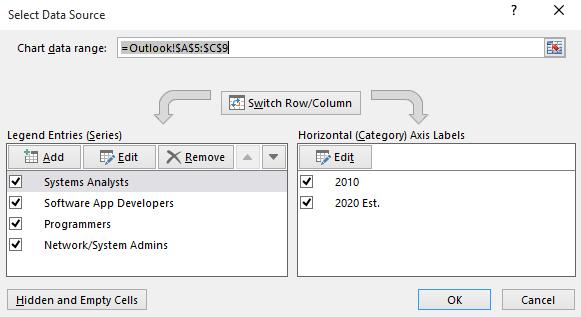 Select Data Source
?
Chart data range:
=Outlook!$A$5:$C$9
Switch Row/Column
Legend Entries (Series)
Add
Edit
Remove
Systems Analysts
Software App Developers
Programmers
Network/System Admins
Horizontal (Category) Axis Labels
Edit
2010
2020 Est.
Hidden and Empty Cells
OK
Cancel